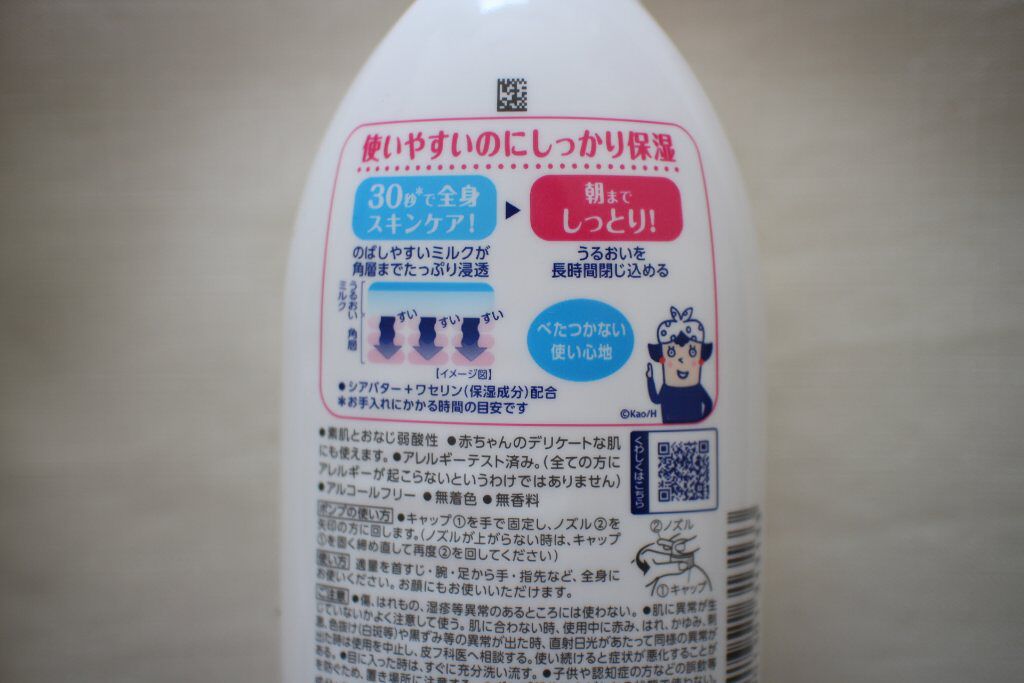 使いやすいのにしっかり保湿
30秒*で全身
スキンケア!
朝まで
しっとり!
のばしやすいミルクが
角層までたっぷり浸透
うるおいを
長時間閉じ込める
うるおい
ミルク
角層
すい
すい
すい
【イメージ図】
べたつかない
使い心地
●シアバター+ワセリン(保湿成分)配合
*お手入れにかかる時間の目安です
©Kao/H
●素肌とおなじ弱酸性 ●赤ちゃんのデリケートな肌
にも使えます。●アレルギーテスト済み。(全ての方に
アレルギーが起こらないというわけではありません)
●アルコールフリー ●無着色 ●無香料
くわしくはこちら
ポンプの使い方 ●キャップ①を手で固定し、ノズル②を
矢印の方に回します。(ノズルが上がらない時は、キャップ
①を固く締め直して再度②を回してください)
②ノズル
①キャップ
使い方 適量を首すじ・腕・足から手・指先など、全身に
お使いください。お顔にもお使いいただけます。
ご注意 ●傷、はれもの、湿疹等異常のあるところには使わない。●肌に異常が生
じていないかよく注意して使う。肌に合わない時、使用中に赤み、はれ、かゆみ、刺
激、色抜け(白斑等)や黒ずみ等の異常が出た時、直射日光があたって同様の異常が
出た時は使用を中止し、皮フ科医へ相談する。使い続けると症状が悪化することが
ある。●目に入った時は、すぐに充分洗い流す。●子供や認知症の方などの誤飲等
を防ぐため、置き場所に注意する。